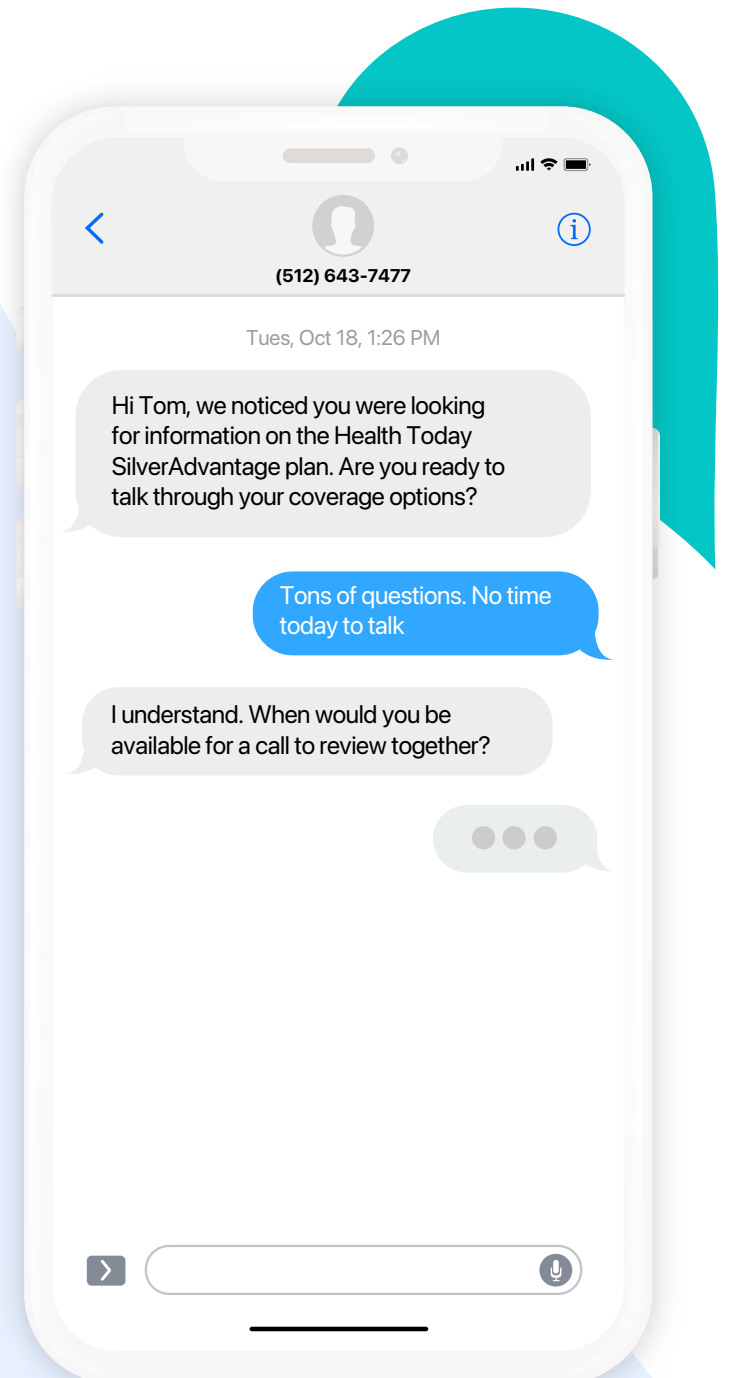 (512) 643-7477
Tues, Oct 18, 1:26 PM
Hi Tom, we noticed you were looking
for information on the Health Today
SilverAdvantage plan. Are you ready to
talk through your coverage options?
Tons of questions. No time
today to talk
I understand. When would you be
available for a call to review together?